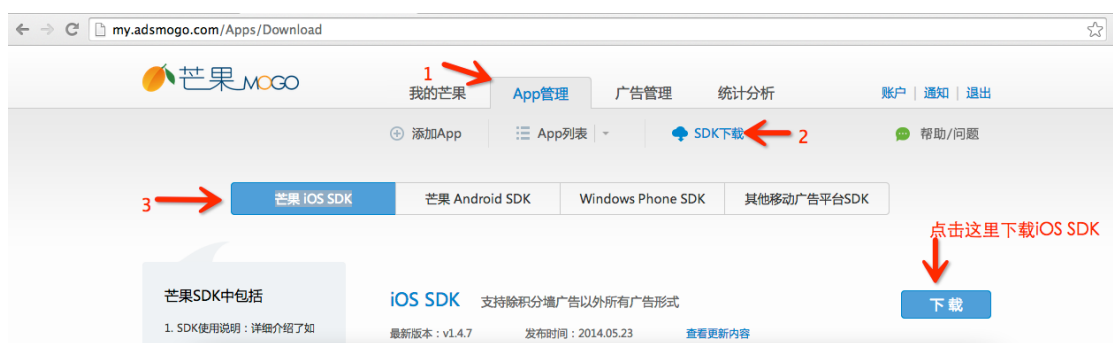 my.adsmogo.com/Apps/Download
芒果 MOGO
1
我的芒果 App管理 广告管理 统计分析 账户 | 通知 | 退出
添加App App列表 SDK下载 2 帮助/问题
3 芒果 iOS SDK 芒果 Android SDK Windows Phone SDK 其他移动广告平台SDK
点击这里下载iOS SDK
芒果SDK中包括
iOS SDK 支持除积分墙广告以外所有广告形式 下载
1. SDK使用说明：详细介绍了如
最新版本：v1.4.7 发布时间：2014.05.23 查看更新内容